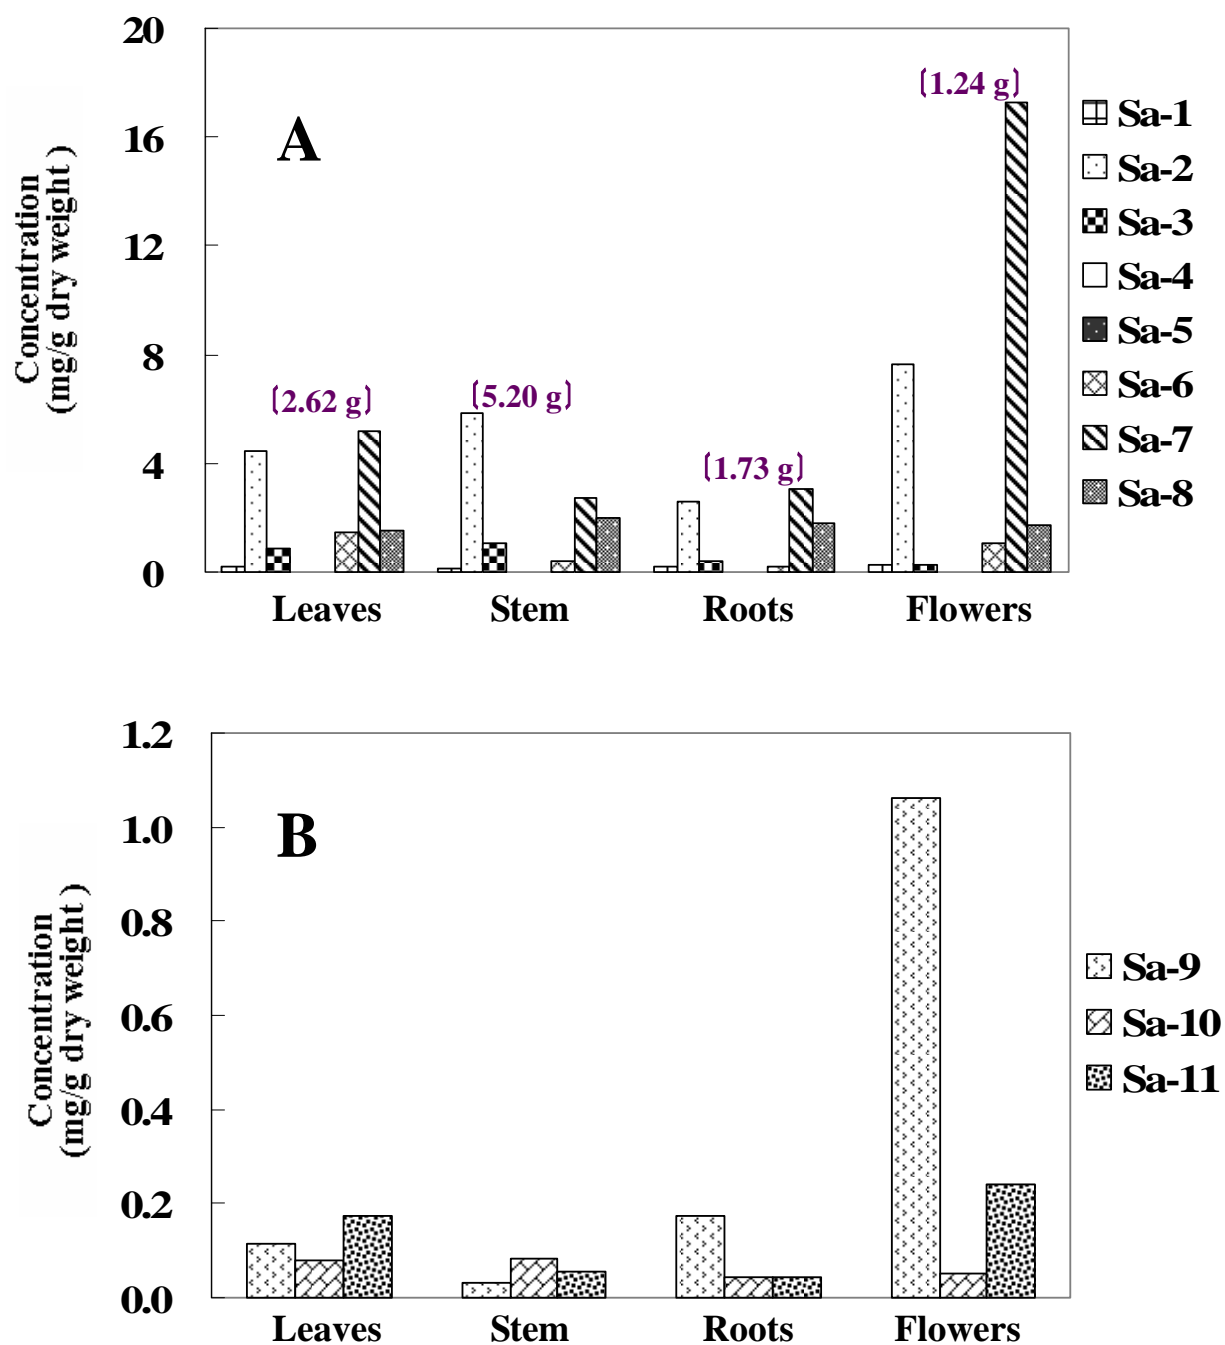 20
16
12
8
4
0
Concentration
(mg/g dry weight )
A
(2.62 g)
(5.20 g)
(1.73 g)
(1.24 g)
Leaves
Stem
Roots
Flowers
Sa-1
Sa-2
Sa-3
Sa-4
Sa-5
Sa-6
Sa-7
Sa-8
1.2
1.0
0.8
0.6
0.4
0.2
0.0
Concentration
(mg/g dry weight )
B
Leaves
Stem
Roots
Flowers
Sa-9
Sa-10
Sa-11